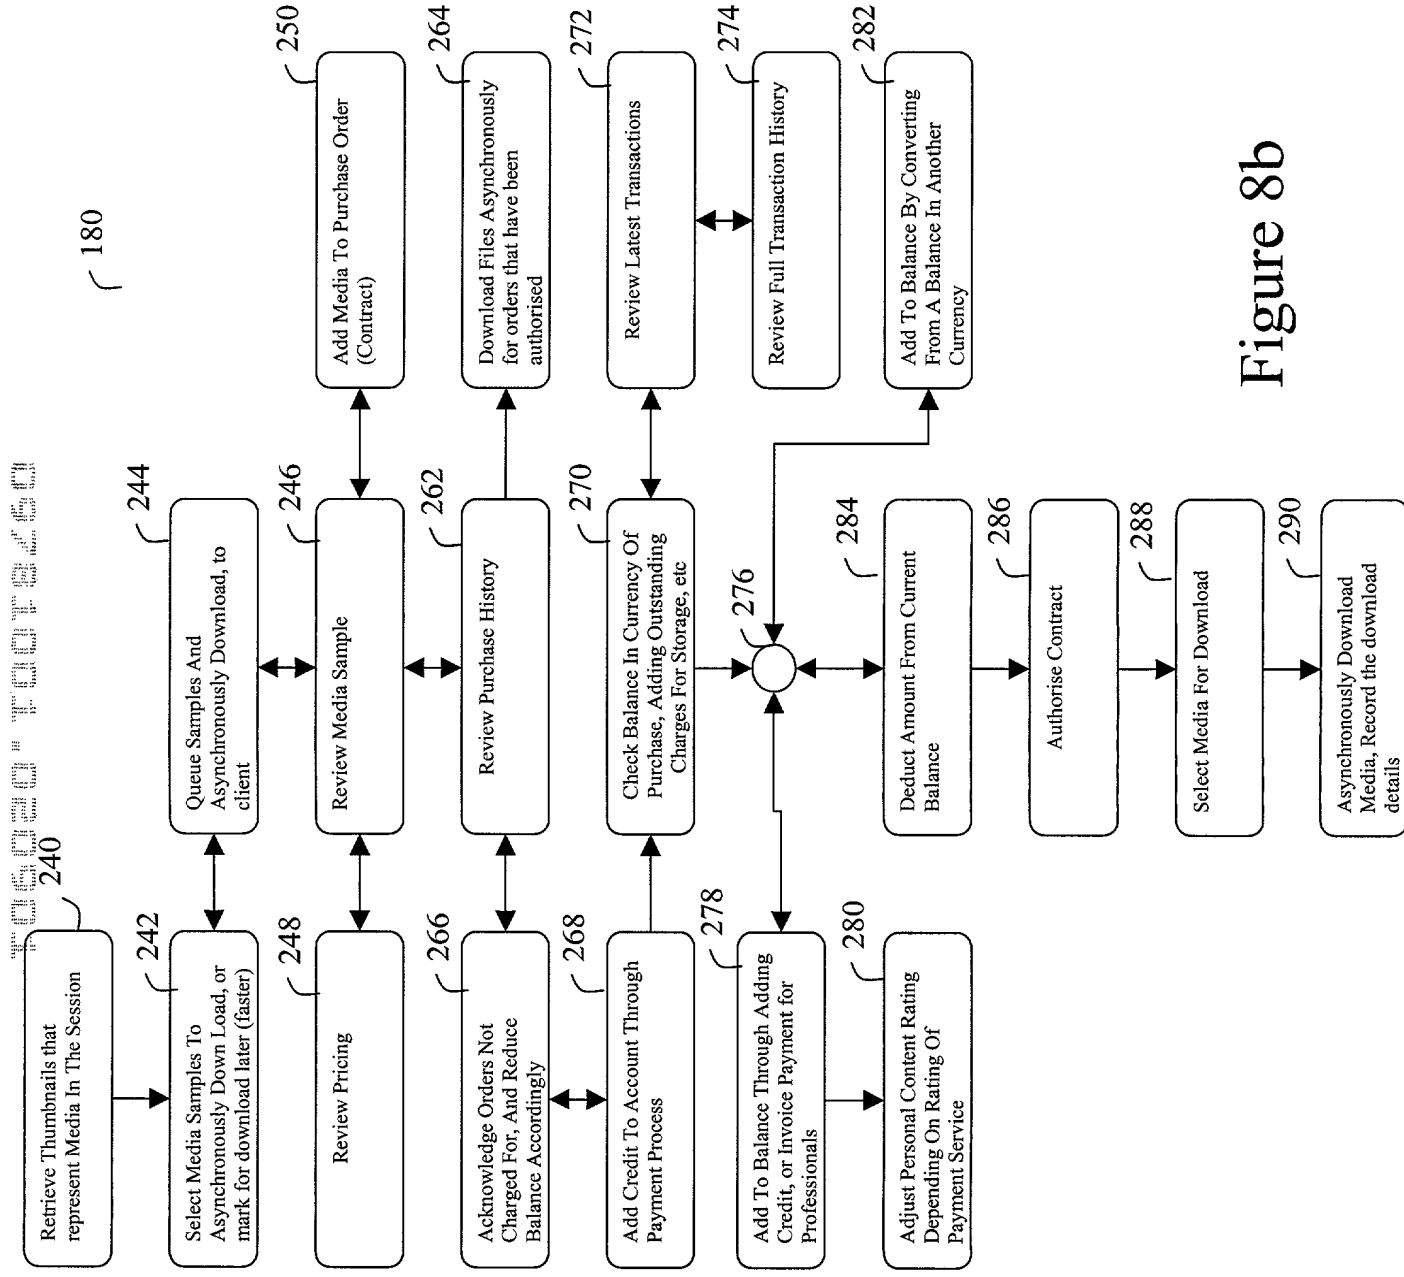 180
240
Retrieve Thumbnails that
represent Media In The Session
242
Select Media Samples To
Asynchronously Down Load, or
mark for download later (faster)
244
Queue Samples And
Asynchronously Download, to
client
246
Review Media Sample
248
Review Pricing
250
Add Media To Purchase Order
(Contract)
262
Review Purchase History
264
Download Files Asynchronously
for orders that have been
authorised
266
Acknowledge Orders Not
Charged For, And Reduce
Balance Accordingly
268
Add Credit To Account Through
Payment Process
270
Check Balance In Currency Of
Purchase, Adding Outstanding
Charges For Storage, etc
272
Review Latest Transactions
274
Review Full Transaction History
276
278
Add To Balance Through Adding
Credit, or Invoice Payment for
Professionals
280
Adjust Personal Content Rating
Depending On Rating Of
Payment Service
282
Add To Balance By Converting
From A Balance In Another
Currency
284
Deduct Amount From Current
Balance
286
Authorise Contract
288
Select Media For Download
290
Asynchronously Download
Media, Record the download
details
Figure 8b